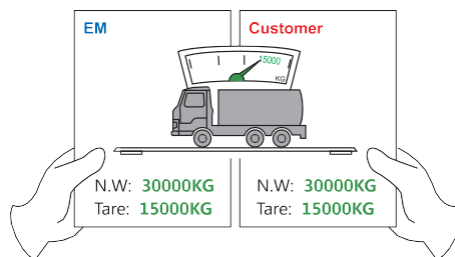 EM
Customer
15000
KG
N.W: 30000KG
Tare: 15000KG
N.W: 30000KG
Tare: 15000KG